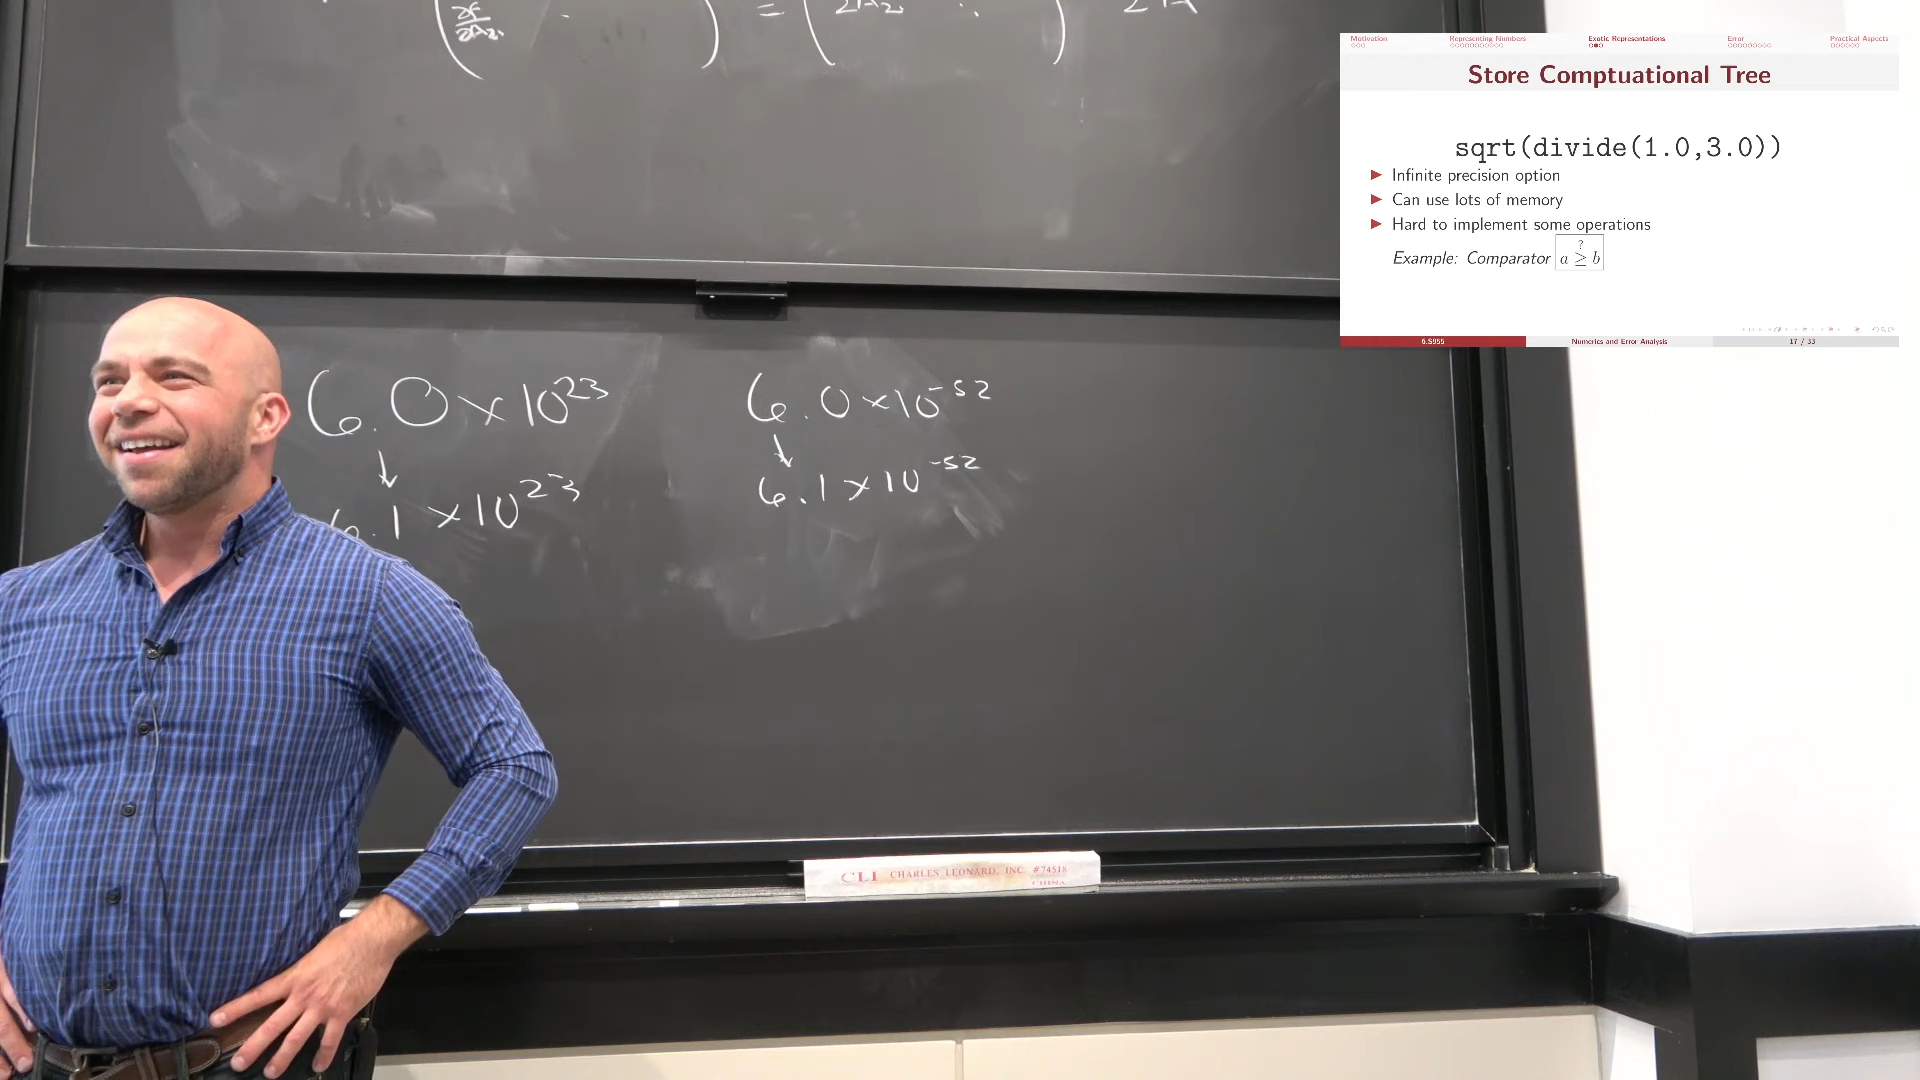 Motivation Representing Numbers Exotic Representations Error Practical Aspects
Store Comptuational Tree
sqrt(divide(1.0,3.0))
▶ Infinite precision option
▶ Can use lots of memory
▶ Hard to implement some operations
Example: Comparator a ≥? b
6.S955 Numerics and Error Analysis 17 / 33
6.0 × 10²³
↓
6.1 × 10²³
6.0 × 10⁻⁵²
↓
6.1 × 10⁻⁵²
CLI CHARLES LEONARD, INC #74518
CHINA